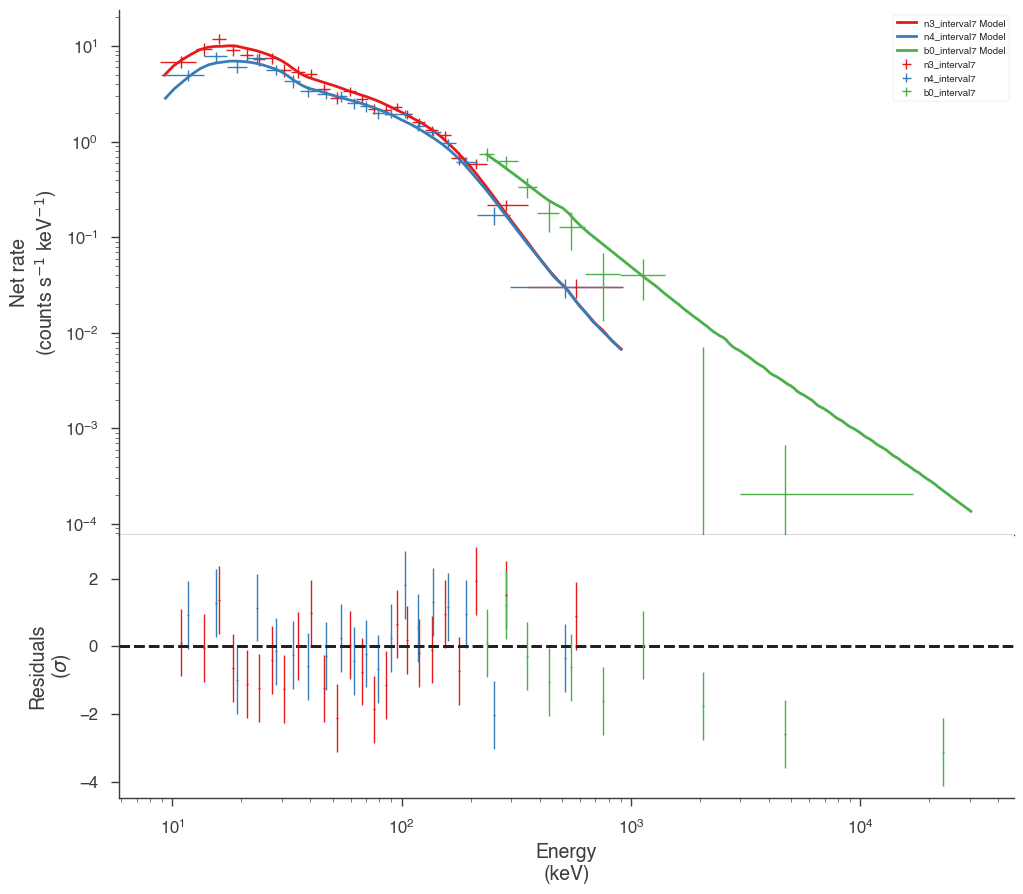 n3_interval7 Model
n4_interval7 Model
b0_interval7 Model
n3_interval7
n4_interval7
b0_interval7
Net rate
(counts s⁻¹ keV⁻¹)
10¹
10⁰
10⁻¹
10⁻²
10⁻³
10⁻⁴
Residuals
(σ)
2
0
−2
−4
10¹ 10² 10³ 10⁴
Energy
(keV)